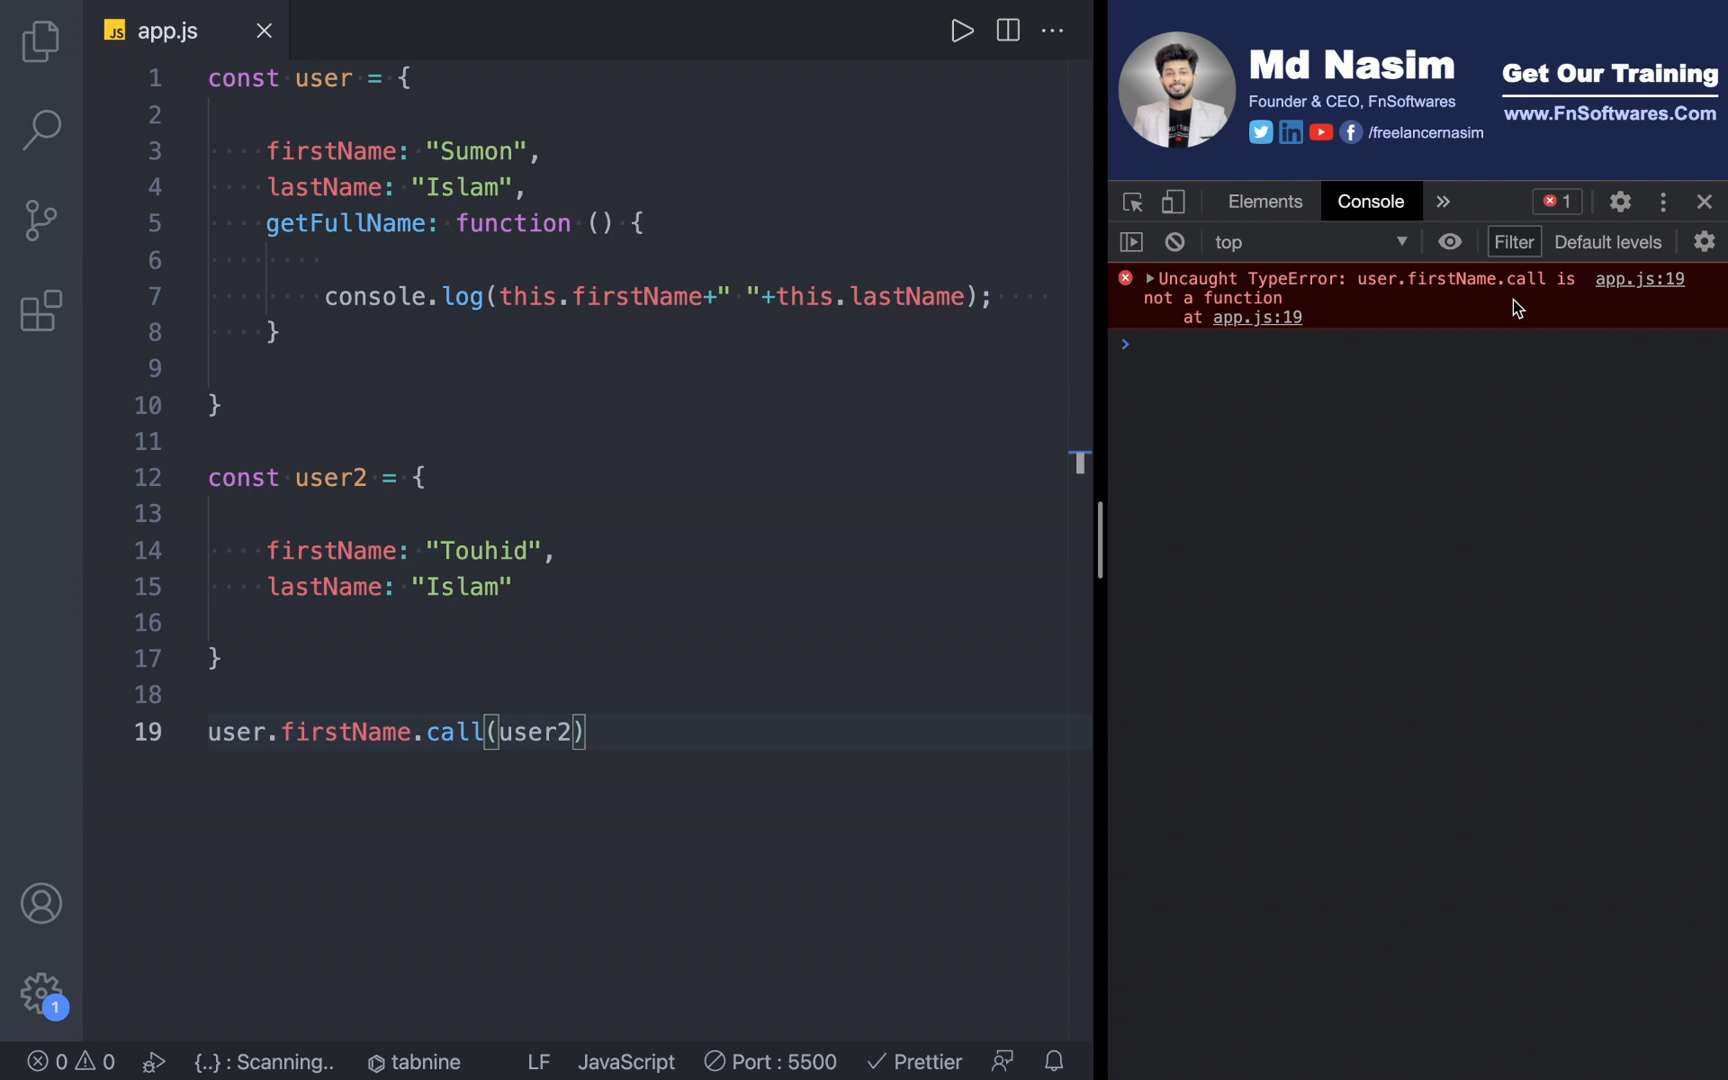 JS app.js
1 const user = {
2
3 firstName: "Sumon",
4 lastName: "Islam",
5 getFullName: function () {
6
7 console.log(this.firstName+" "+this.lastName);
8 }
9
10 }
11
12 const user2 = {
13
14 firstName: "Touhid",
15 lastName: "Islam"
16
17 }
18
19 user.firstName.call(user2)
1
0 0 {..} : Scanning.. tabnine LF JavaScript Port : 5500 Prettier
Md Nasim
Founder & CEO, FnSoftwares
/freelancernasim
Get Our Training
www.FnSoftwares.Com
Elements Console » 1
top Filter Default levels
Uncaught TypeError: user.firstName.call is app.js:19
not a function
at app.js:19